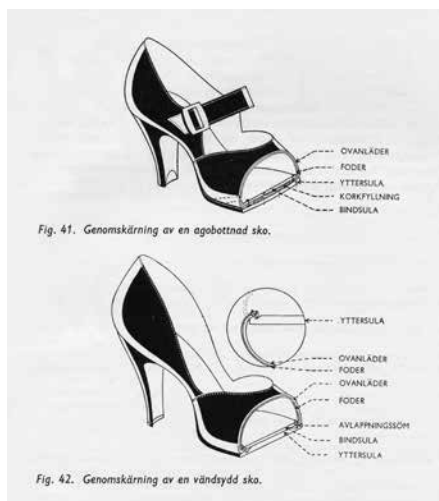 OVANLÄDER
FODER
YTTERSULA
KORKFYLLNING
BINDSULA
Fig. 41. Genomskärning av en agobottnad sko.
YTTERSULA
OVANLÄDER
FODER
OVANLÄDER
FODER
AVLAPPNINGSSÖM
BINDSULA
YTTERSULA
Fig. 42. Genomskärning av en vändsydd sko.